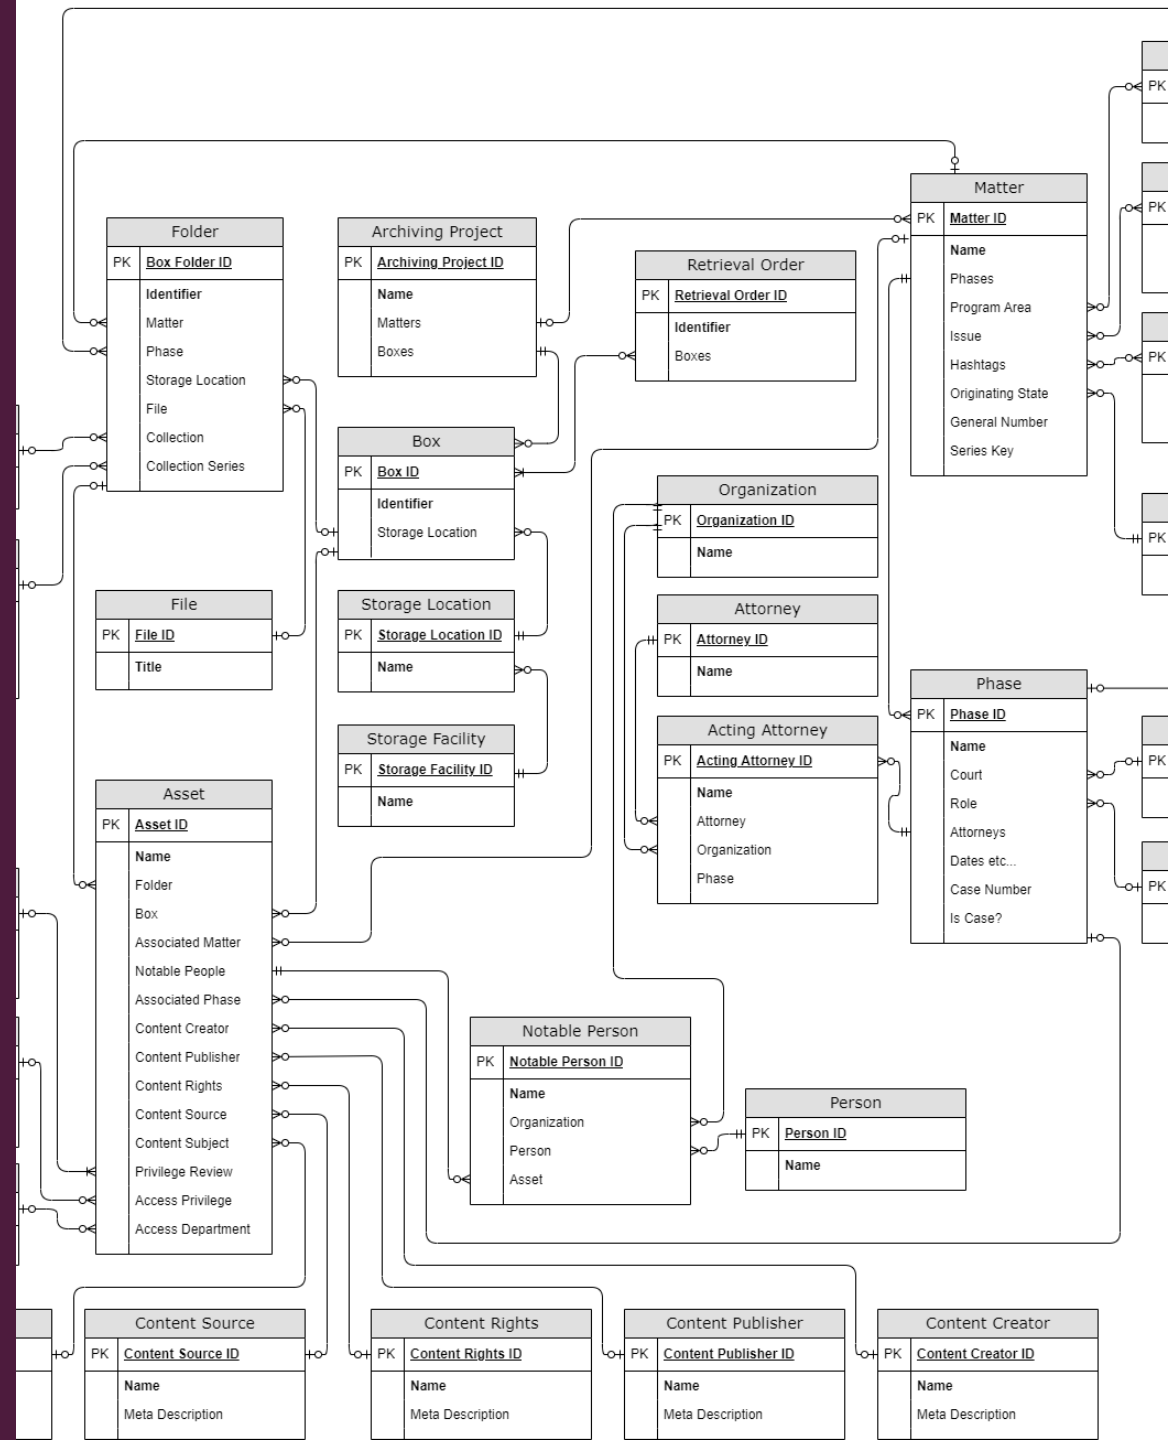 Folder
PK Box Folder ID
Identifier
Matter
Phase
Storage Location
File
Collection
Collection Series
Archiving Project
PK Archiving Project ID
Name
Matters
Boxes
Retrieval Order
PK Retrieval Order ID
Identifier
Boxes
Matter
PK Matter ID
Name
Phases
Program Area
Issue
Hashtags
Originating State
General Number
Series Key
PK
PK
PK
PK
Box
PK Box ID
Identifier
Storage Location
Organization
PK Organization ID
Name
File
PK File ID
Title
Storage Location
PK Storage Location ID
Name
Attorney
PK Attorney ID
Name
Storage Facility
PK Storage Facility ID
Name
Acting Attorney
PK Acting Attorney ID
Name
Attorney
Organization
Phase
Phase
PK Phase ID
Name
Court
Role
Attorneys
Dates etc...
Case Number
Is Case?
PK
PK
Asset
PK Asset ID
Name
Folder
Box
Associated Matter
Notable People
Associated Phase
Content Creator
Content Publisher
Content Rights
Content Source
Content Subject
Privilege Review
Access Privilege
Access Department
Notable Person
PK Notable Person ID
Name
Organization
Person
Asset
Person
PK Person ID
Name
Content Source
PK Content Source ID
Name
Meta Description
Content Rights
PK Content Rights ID
Name
Meta Description
Content Publisher
PK Content Publisher ID
Name
Meta Description
Content Creator
PK Content Creator ID
Name
Meta Description